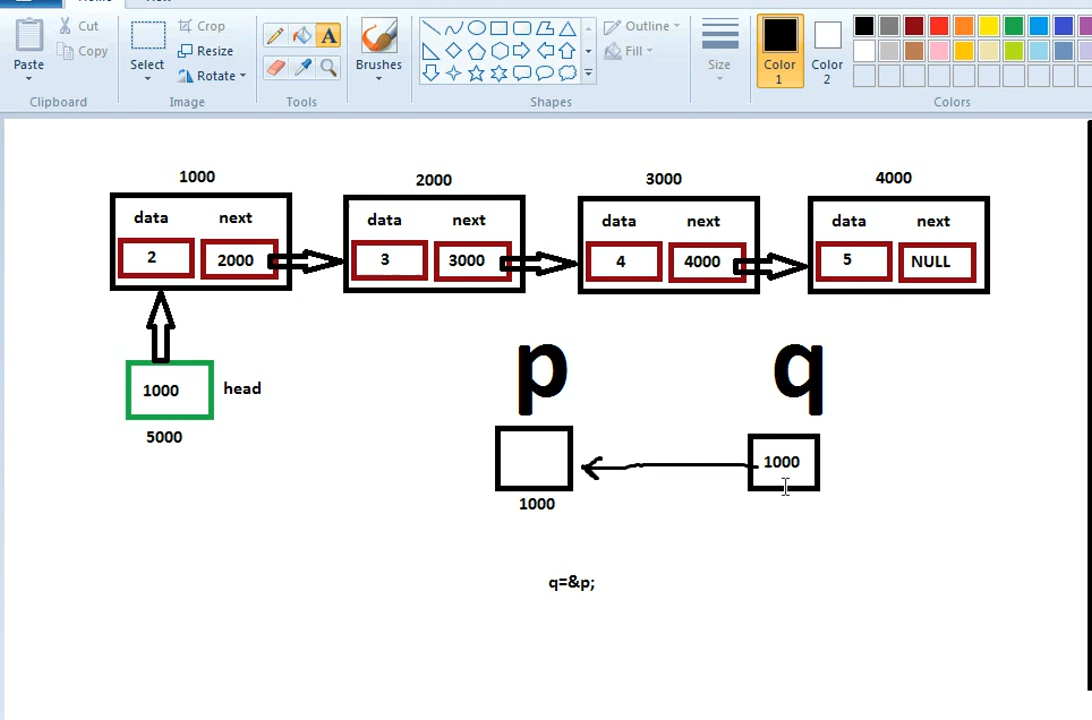 Cut
Copy
Paste
Clipboard
Select
Crop
Resize
Rotate
Image
A
Tools
Brushes
Outline
Fill
Shapes
Size
Color
1
Color
2
Colors
1000
2000
3000
4000
data next
data next
data next
data next
2 2000
3 3000
4 4000
5 NULL
p q
1000 head
5000
1000
1000
q=&p;